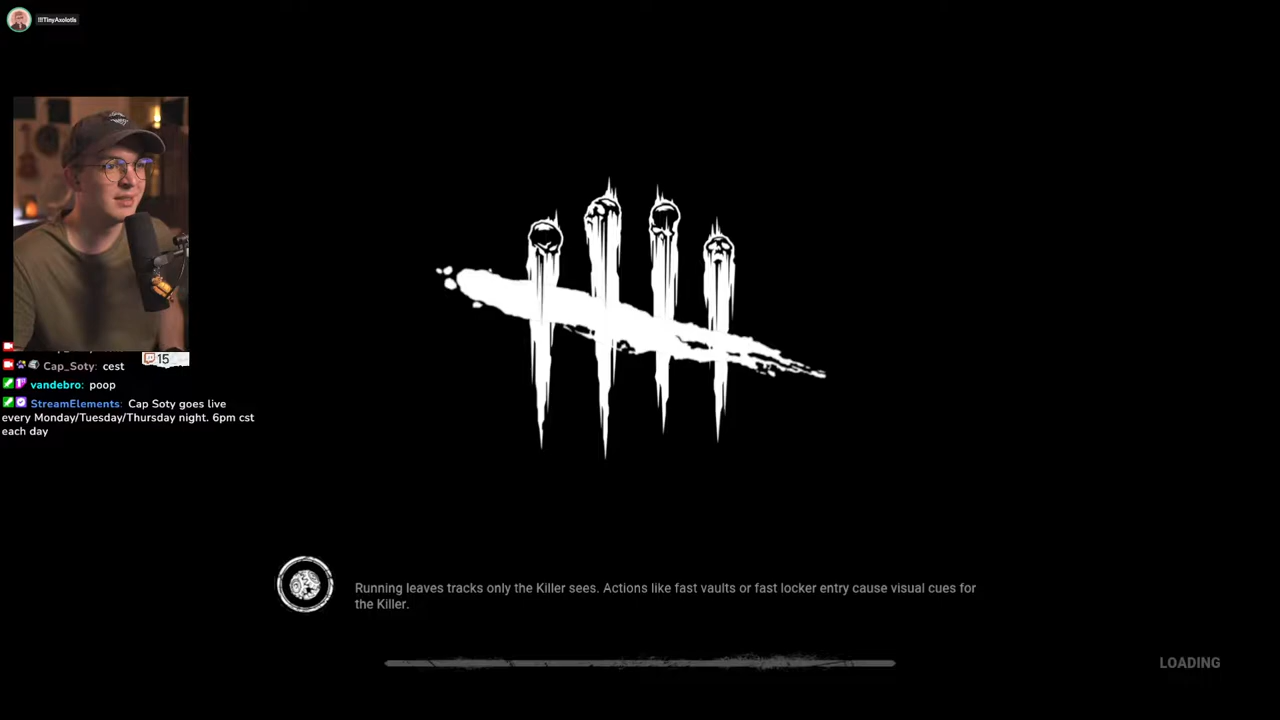 !!!TinyAxolotls
Cap_Soty: cest
15
vandebro: poop
StreamElements: Cap Soty goes live
every Monday/Tuesday/Thursday night. 6pm cst
each day
Running leaves tracks only the Killer sees. Actions like fast vaults or fast locker entry cause visual cues for
the Killer.
LOADING